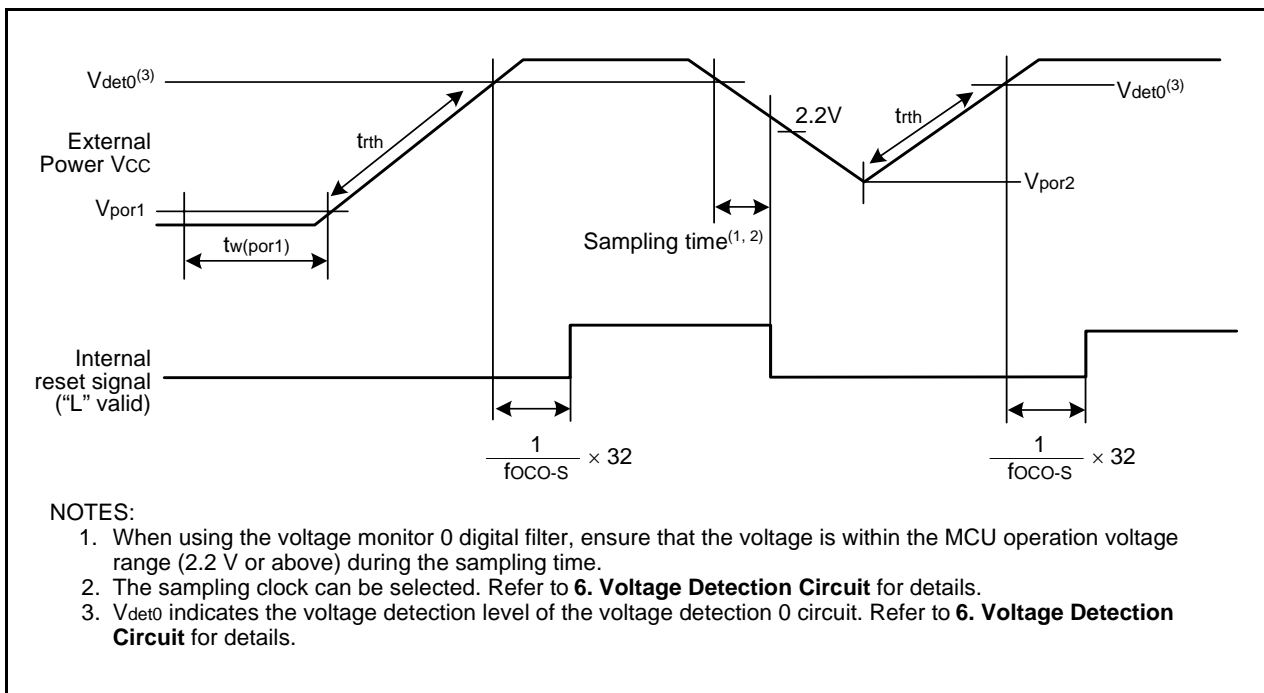 Vdet0(3)
2.2V
Vdet0(3)
trth
trth
External
Power VCC
Vpor1
Vpor2
tw(por1)
Sampling time(1, 2)
Internal
reset signal
(“L” valid)
1
fOCO-S
× 32
1
fOCO-S
× 32
NOTES:
1. When using the voltage monitor 0 digital filter, ensure that the voltage is within the MCU operation voltage
range (2.2 V or above) during the sampling time.
2. The sampling clock can be selected. Refer to 6. Voltage Detection Circuit for details.
3. Vdet0 indicates the voltage detection level of the voltage detection 0 circuit. Refer to 6. Voltage Detection
Circuit for details.